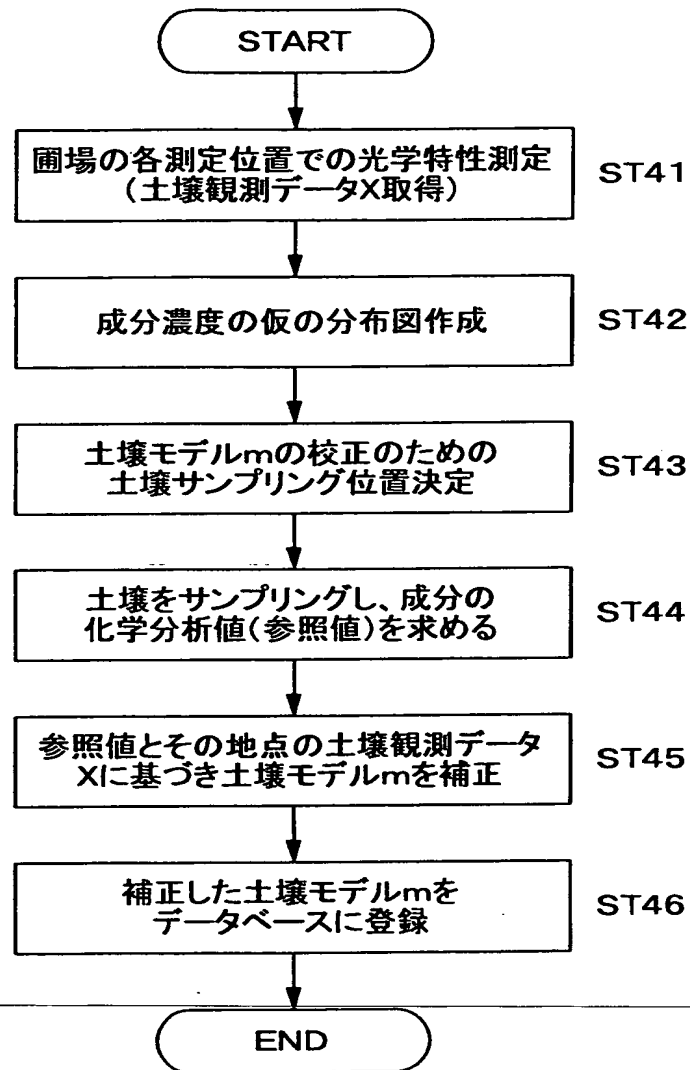 START
圃場の各測定位置での光学特性測定
(土壌観測データX取得)
ST41
成分濃度の仮の分布図作成
ST42
土壌モデルmの校正のための
土壌サンプリング位置決定
ST43
土壌をサンプリングし、成分の
化学分析値(参照値)を求める
ST44
参照値とその地点の土壌観測データ
Xに基づき土壌モデルmを補正
ST45
補正した土壌モデルmを
データベースに登録
ST46
END